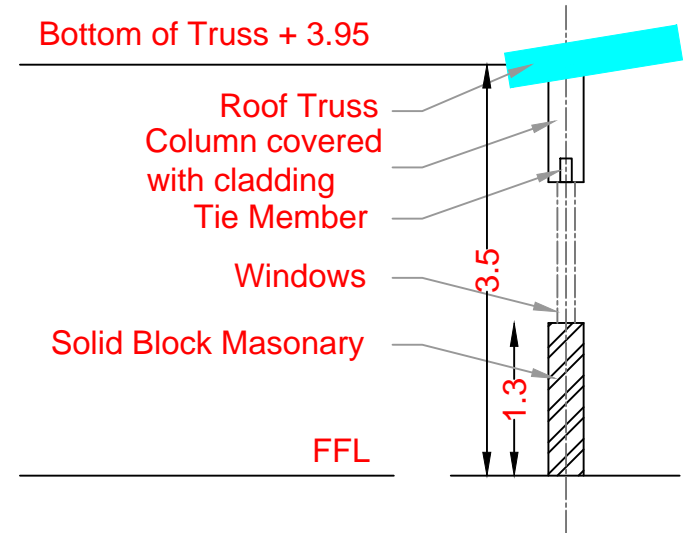 Bottom of Truss + 3.95
Roof Truss
Column covered
with cladding
Tie Member
3.5
Windows
Solid Block Masonary
1.3
FFL